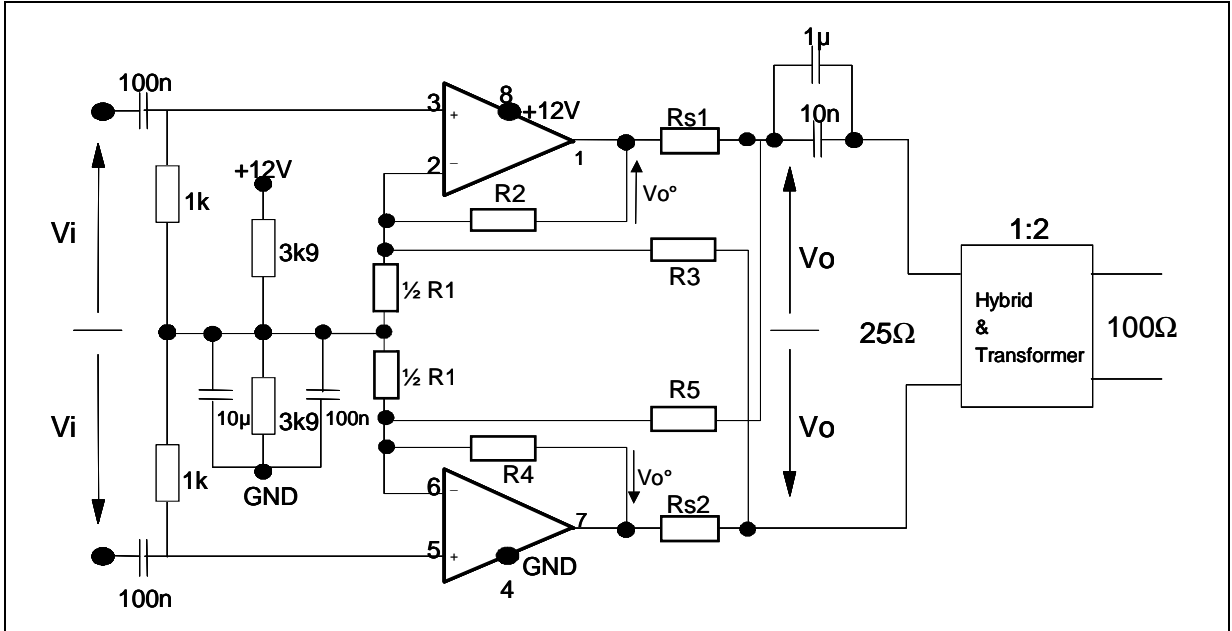 1µ
100n
8
3
+
+12V
10n
Rs1
1
+12V
2
−
R2
Vo°
1k
1:2
Vi
3k9
Vo
R3
½ R1
Hybrid
&
Transformer
25Ω
100Ω
½ R1
R5
10µ
3k9
100n
Vi
Vo
R4
Vo°
1k
GND
6
−
7
Rs2
5
+
GND
4
100n